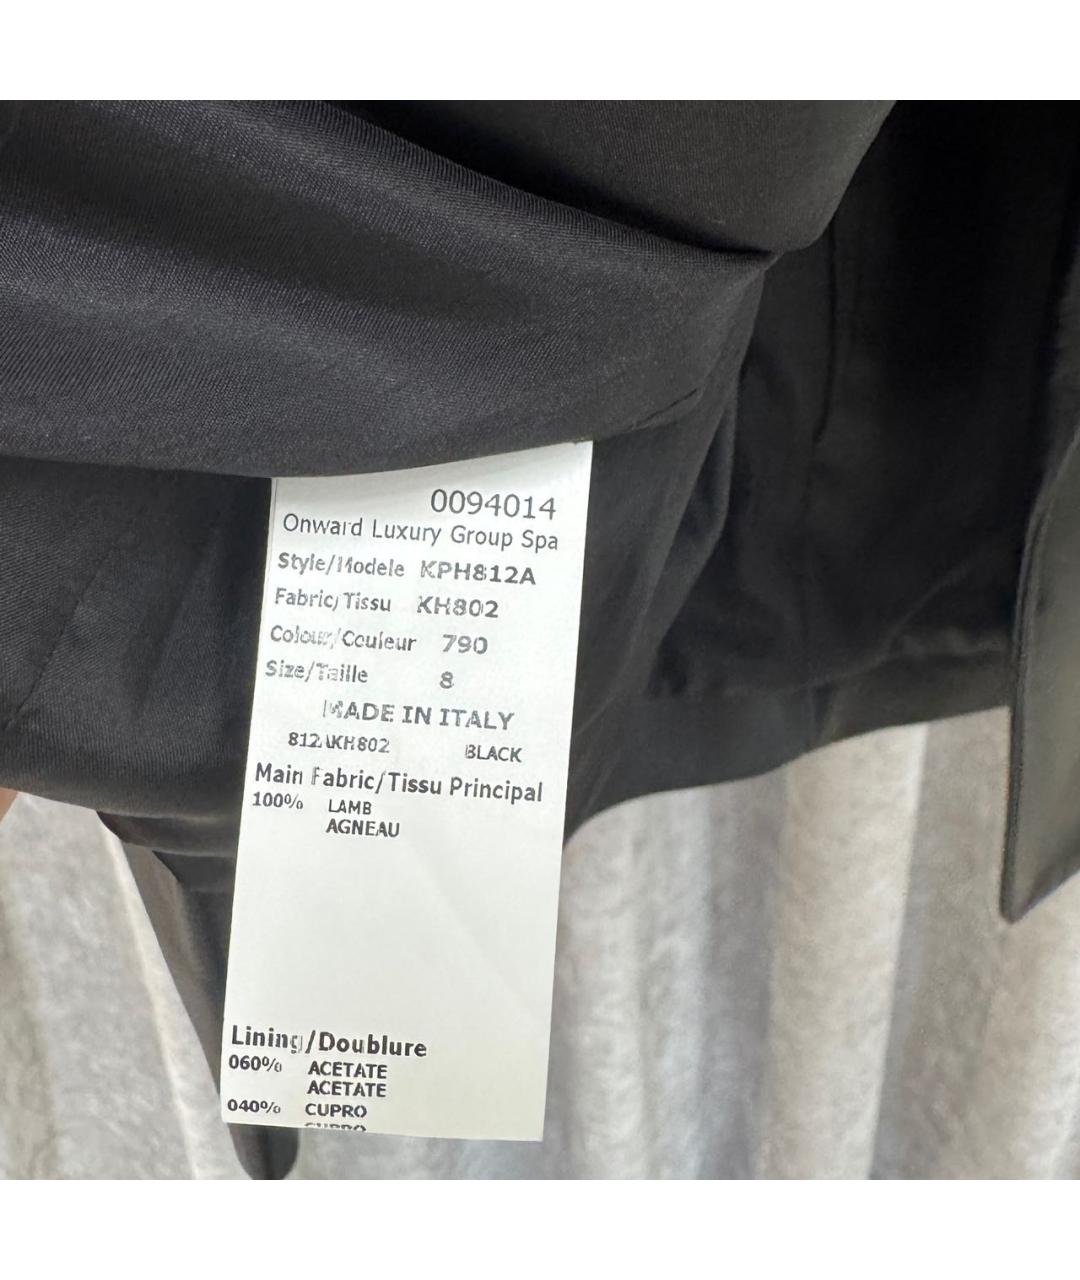 0094014
Onward Luxury Group Spa
Style/Modele KPH812A
Fabric/Tissu KH802
Colour/Couleur 790
Size/Taille 8
MADE IN ITALY
812AKH802 BLACK
Main Fabric/Tissu Principal
100% LAMB
AGNEAU
Lining/Doublure
060% ACETATE
ACETATE
040% CUPRO
CUPRO